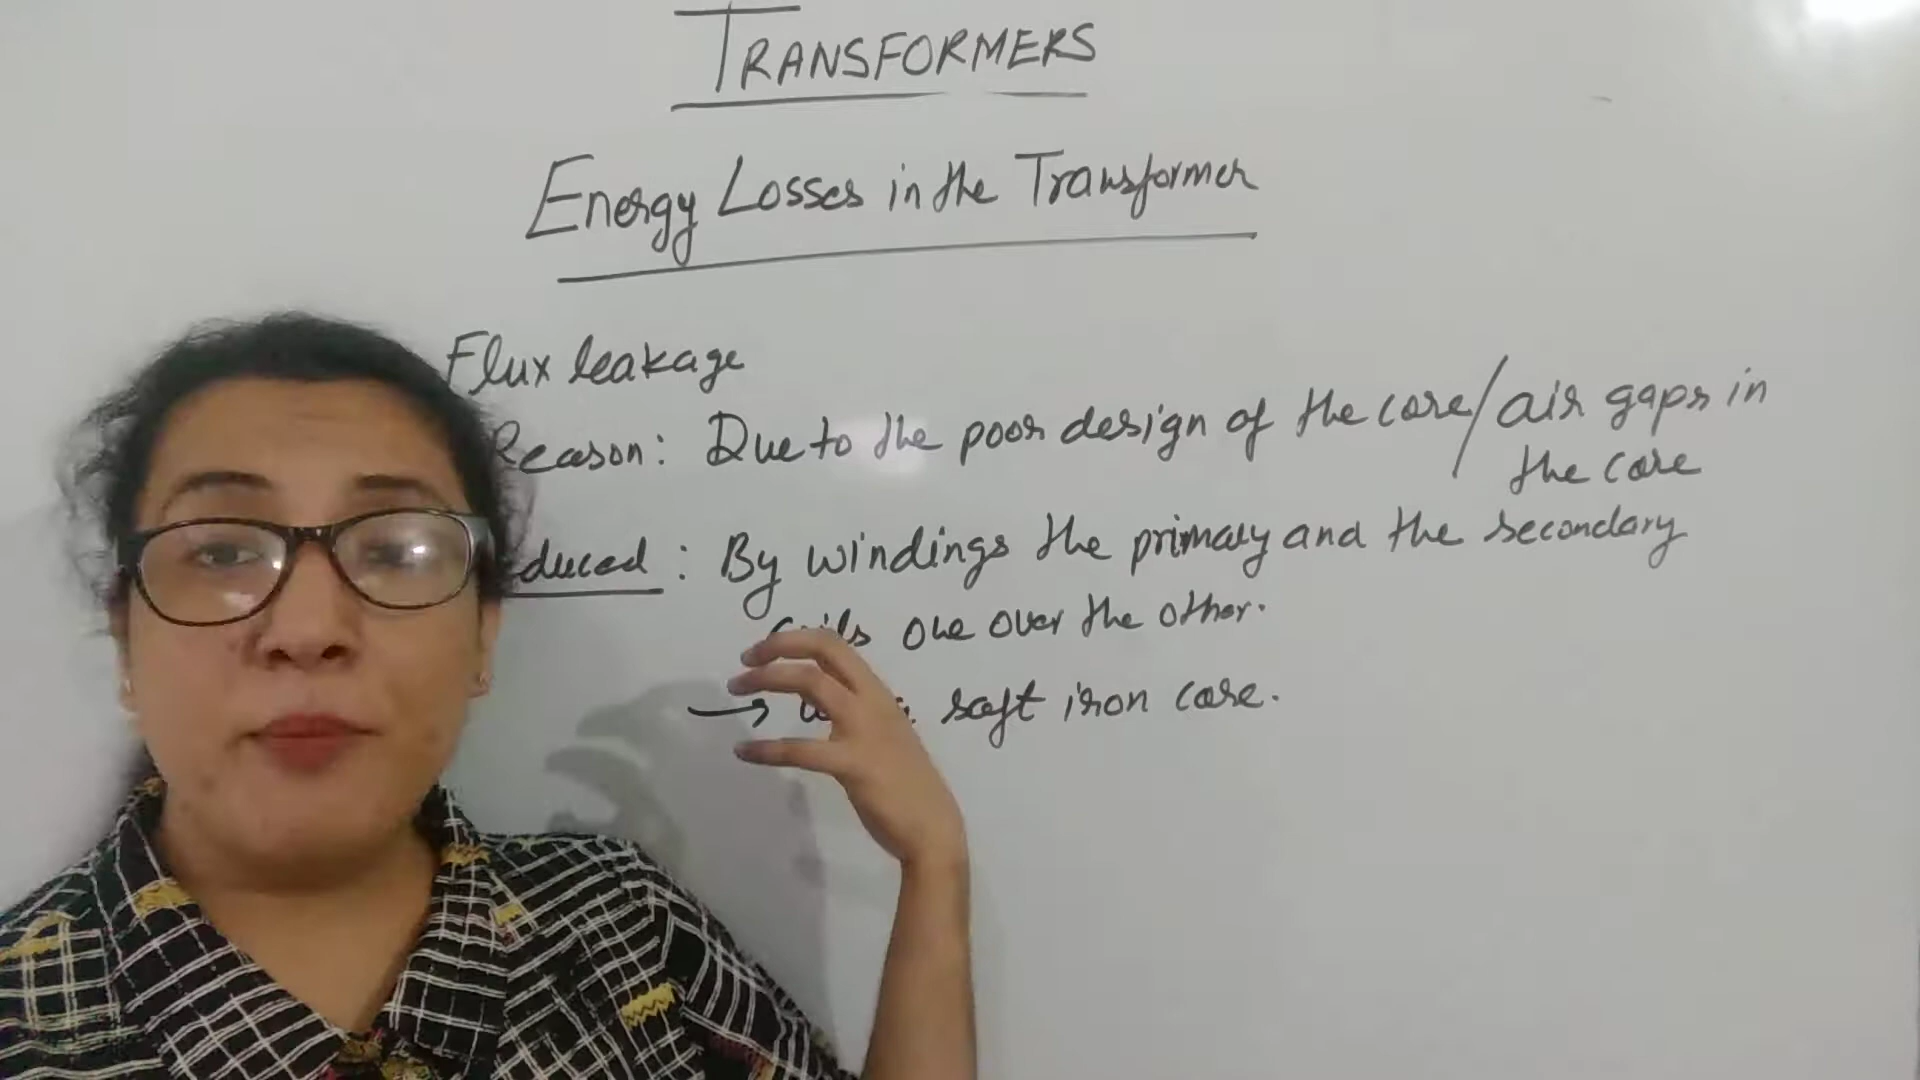 TRANSFORMERS
Energy Losses in the Transformer
Flux leakage
Reason: Due to the poor design of the core/air gaps in
the core
duced: By windings the primary and the secondary
one over the other.
→ soft iron core.